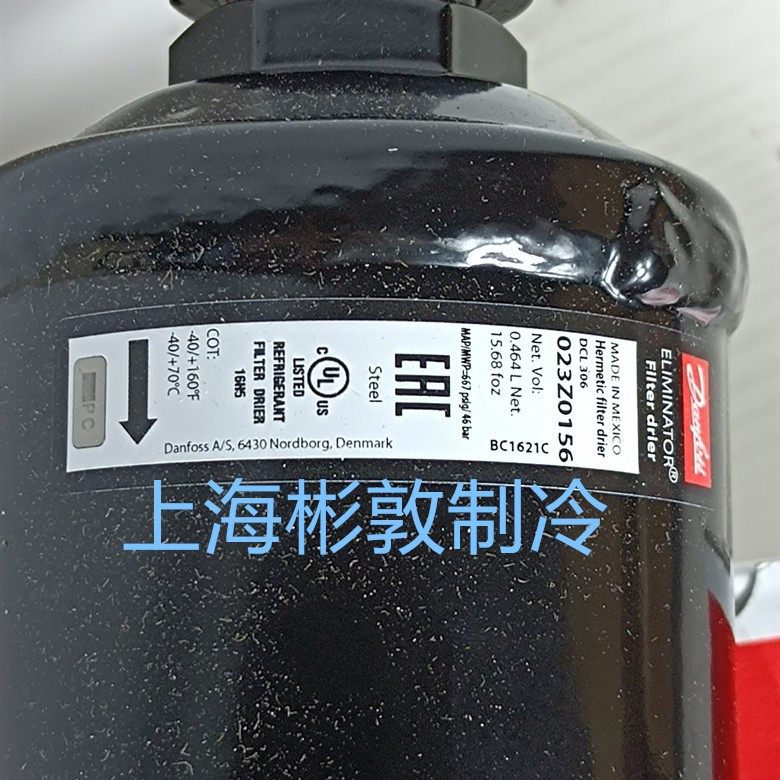 Danfoss
ELIMINATOR®
Filter drier
MADE IN MEXICO
Hermetic filter drier
DCL 306
023Z0156
BC1621C
Net. Vol:
0.464 L Net.
15.68 foz
MAP/MWP=667 psig/46 bar
EAC
Steel
C UL US
LISTED
REFRIGERANT
FILTER DRIER
16M5
COT:
-40/+160°F
-40/+70°C
PC
Danfoss A/S, 6430 Nordborg, Denmark
上海彬敦制冷